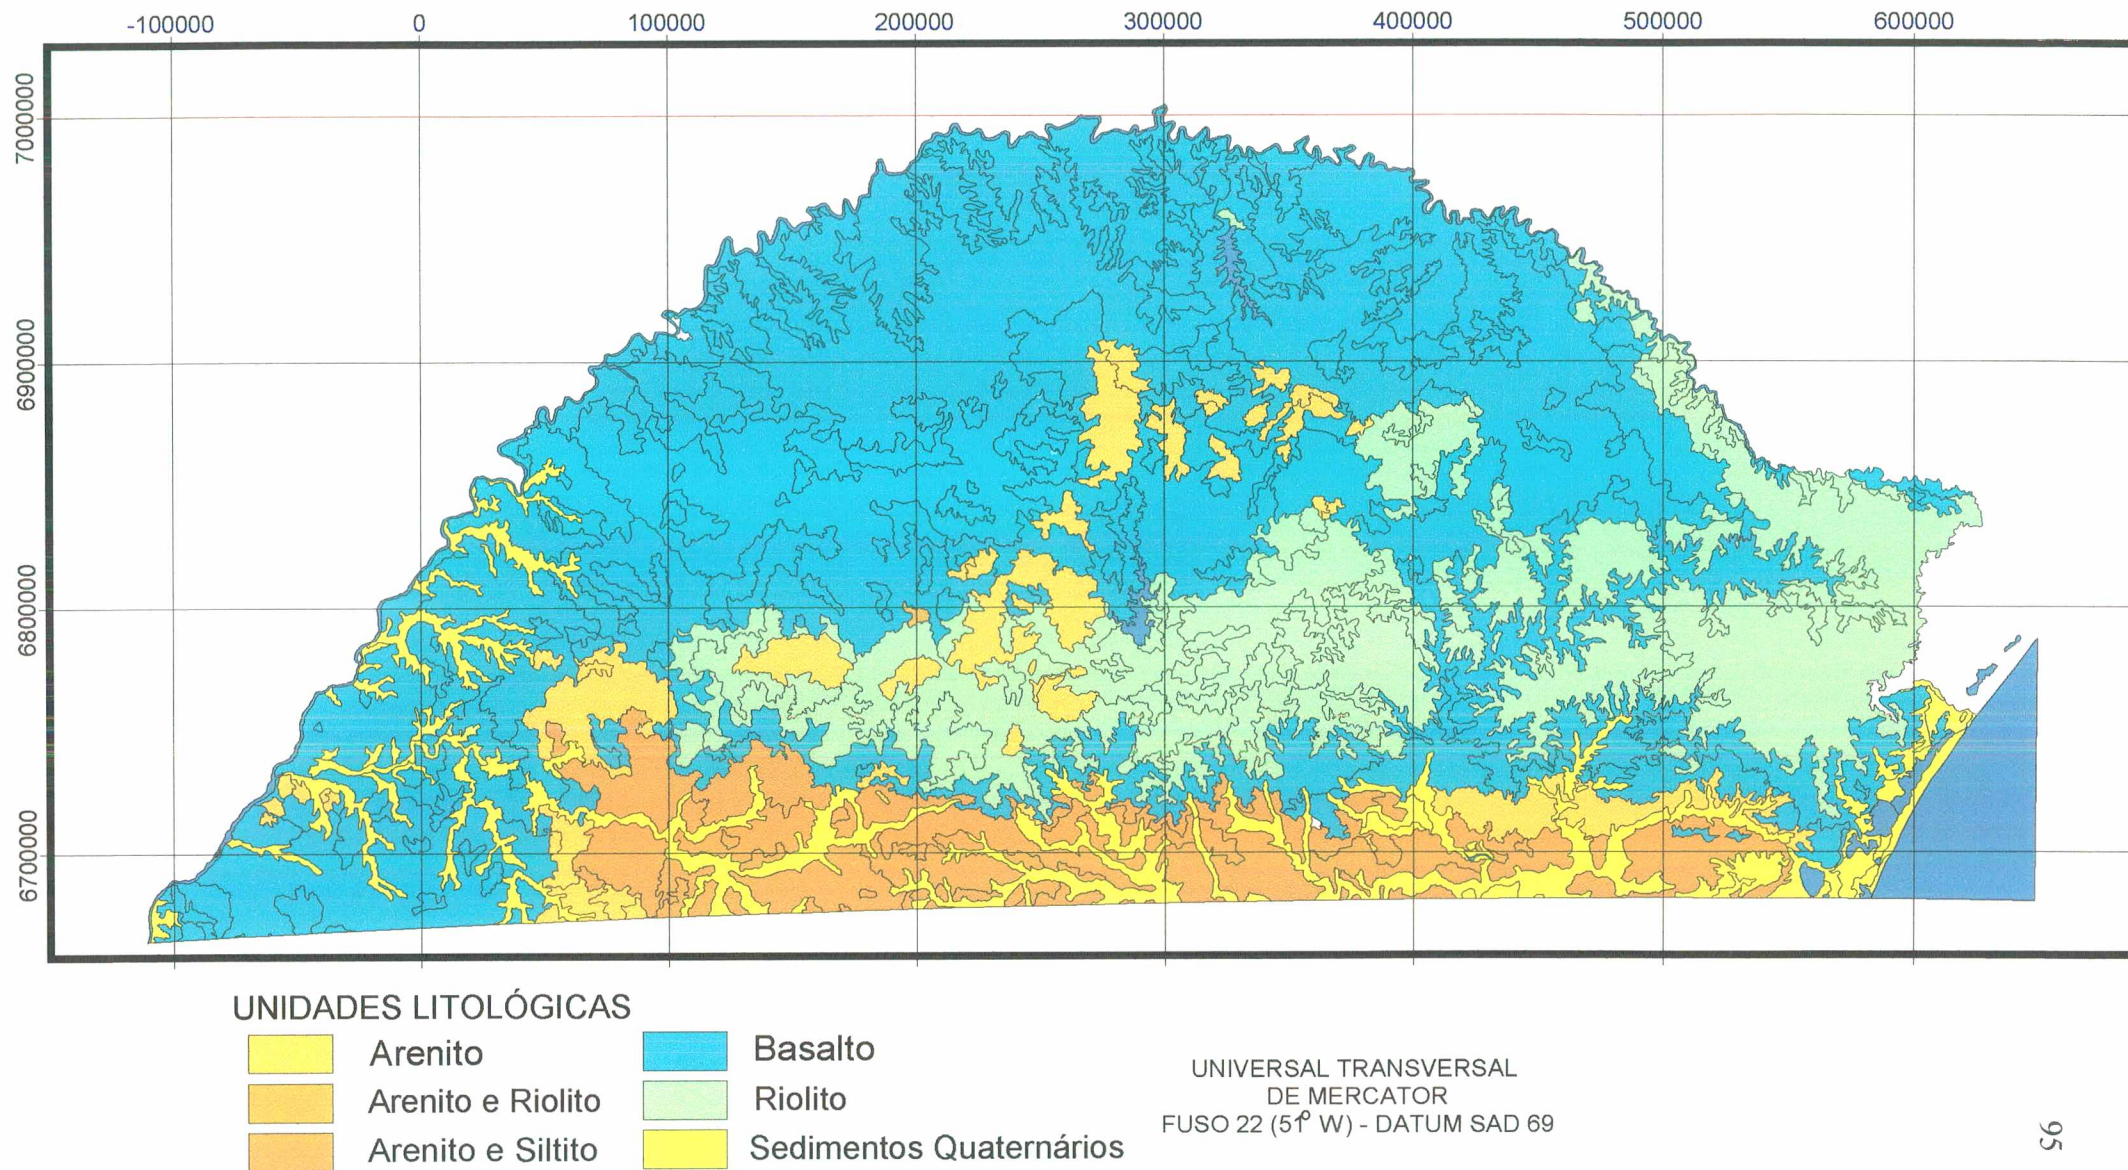 -100000 0 100000 200000 300000 400000 500000 600000
7000000
6900000
6800000
6700000
UNIDADES LITOLÓGICAS
Arenito
Arenito e Riolito
Arenito e Siltito
Basalto
Riolito
Sedimentos Quaternários
UNIVERSAL TRANSVERSAL
DE MERCATOR
FUSO 22 (51º W) - DATUM SAD 69
95